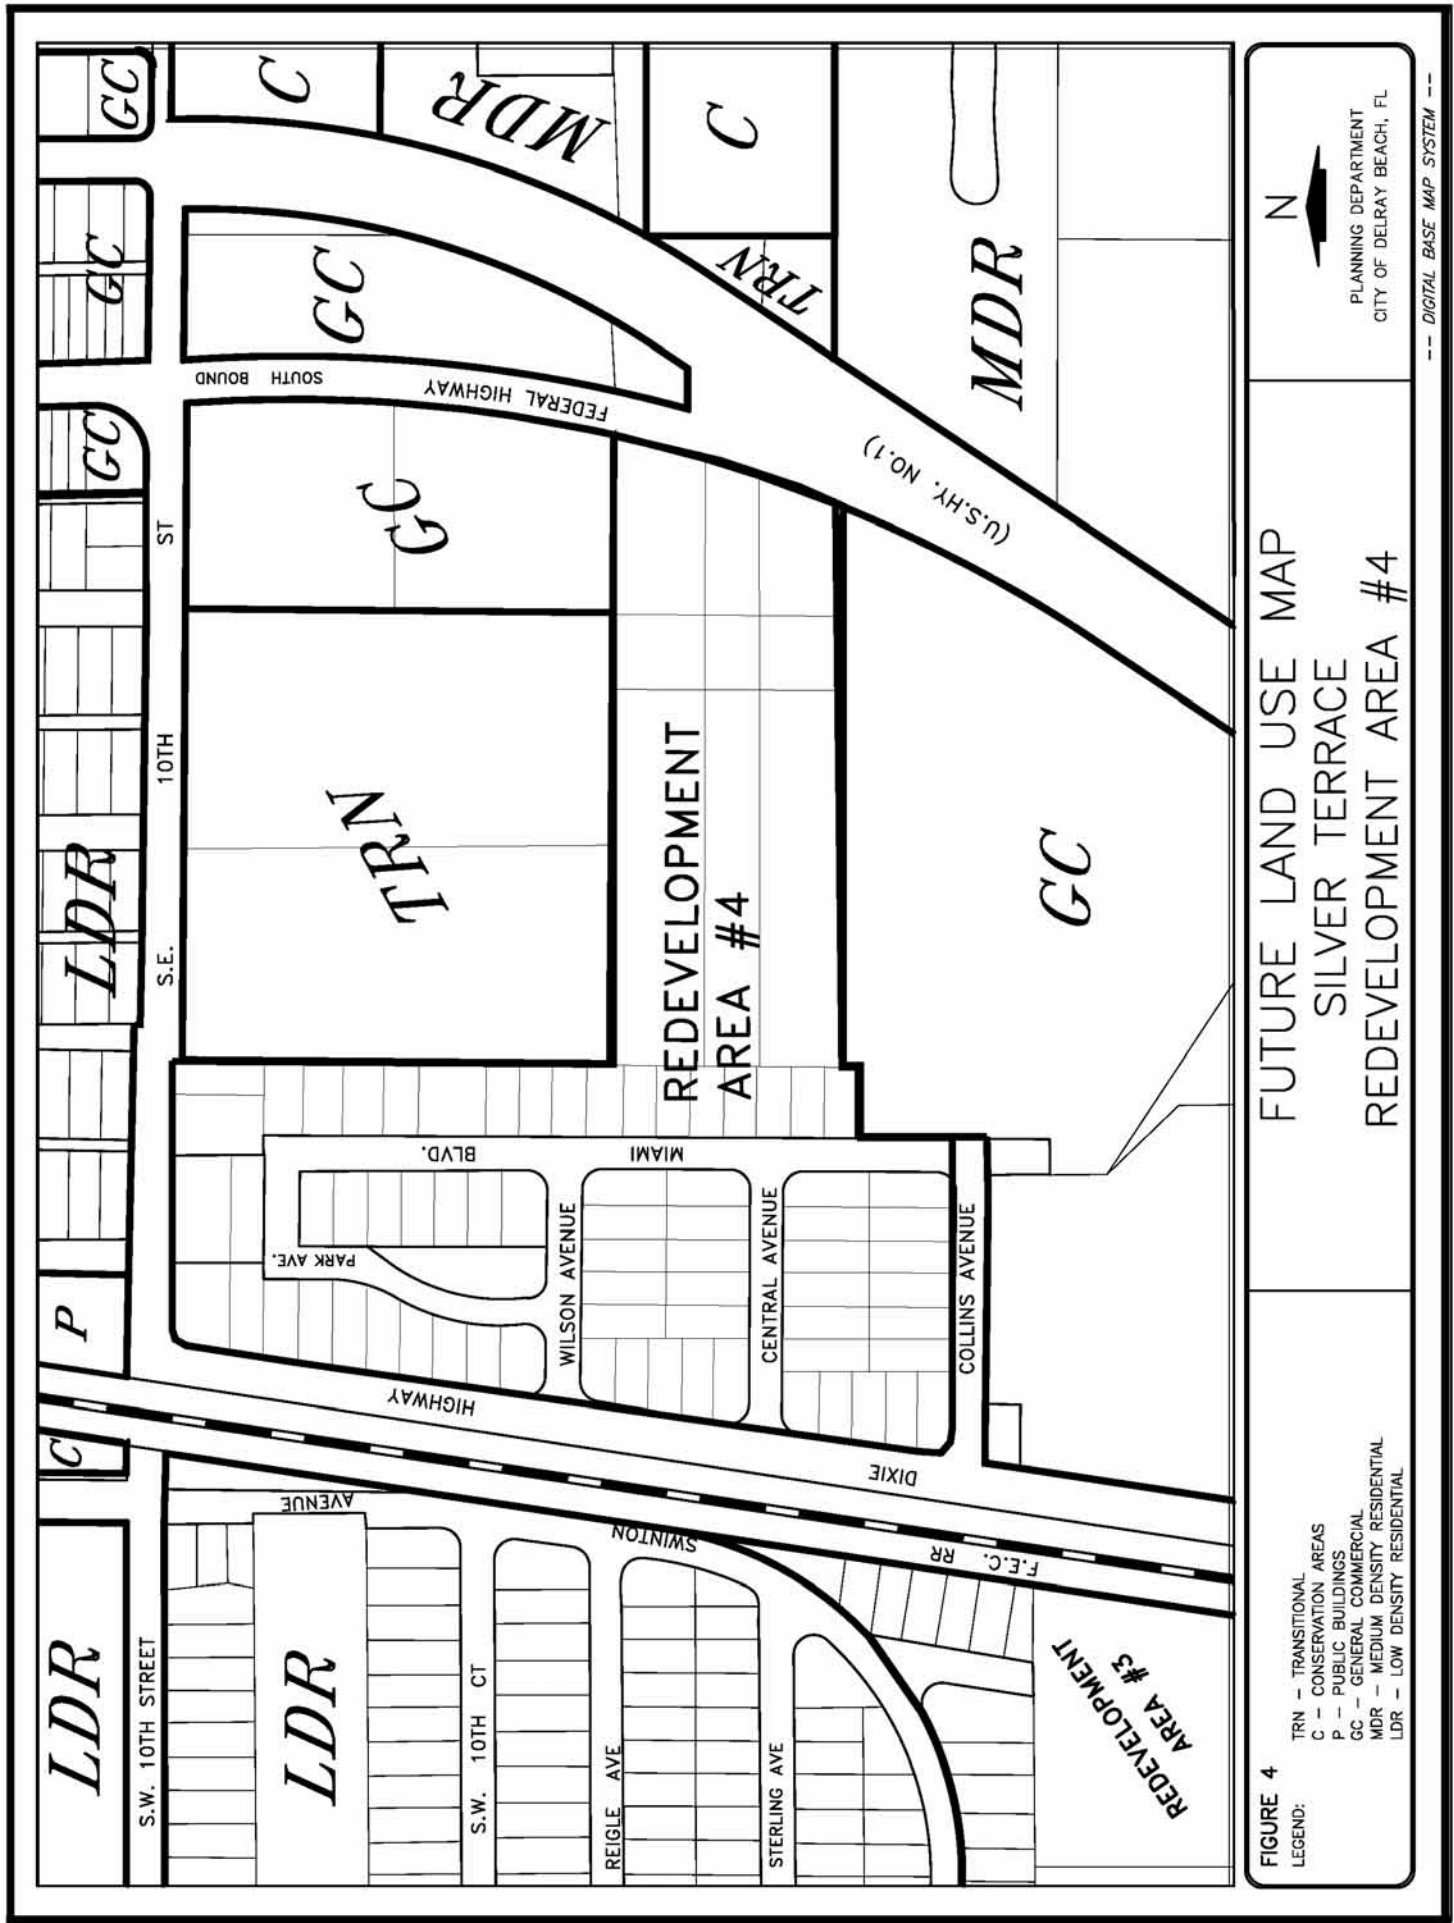 LDR
S.W. 10TH STREET
LDR
S.W. 10TH CT
REIGLE AVE
STERLING AVE
REDEVELOPMENT
AREA #3
AVENUE
SWINTON
C
P
HIGHWAY
DIXIE
F.E.C. RR
PARK AVE.
WILSON AVENUE
CENTRAL AVENUE
COLLINS AVENUE
MIAMI BLVD.
LDR
S.E. 10TH ST
TRN
REDEVELOPMENT
AREA #4
GC
GC
GC
GC
GC
GC
SOUTH BOUND
FEDERAL HIGHWAY
(U.S.HY. NO.1)
C
MDR
C
TRN
MDR
FIGURE 4
LEGEND:
TRN – TRANSITIONAL
C – CONSERVATION AREAS
P – PUBLIC BUILDINGS
GC – GENERAL COMMERCIAL
MDR – MEDIUM DENSITY RESIDENTIAL
LDR – LOW DENSITY RESIDENTIAL
FUTURE LAND USE MAP
SILVER TERRACE
REDEVELOPMENT AREA #4
N
PLANNING DEPARTMENT
CITY OF DELRAY BEACH, FL
-- DIGITAL BASE MAP SYSTEM --